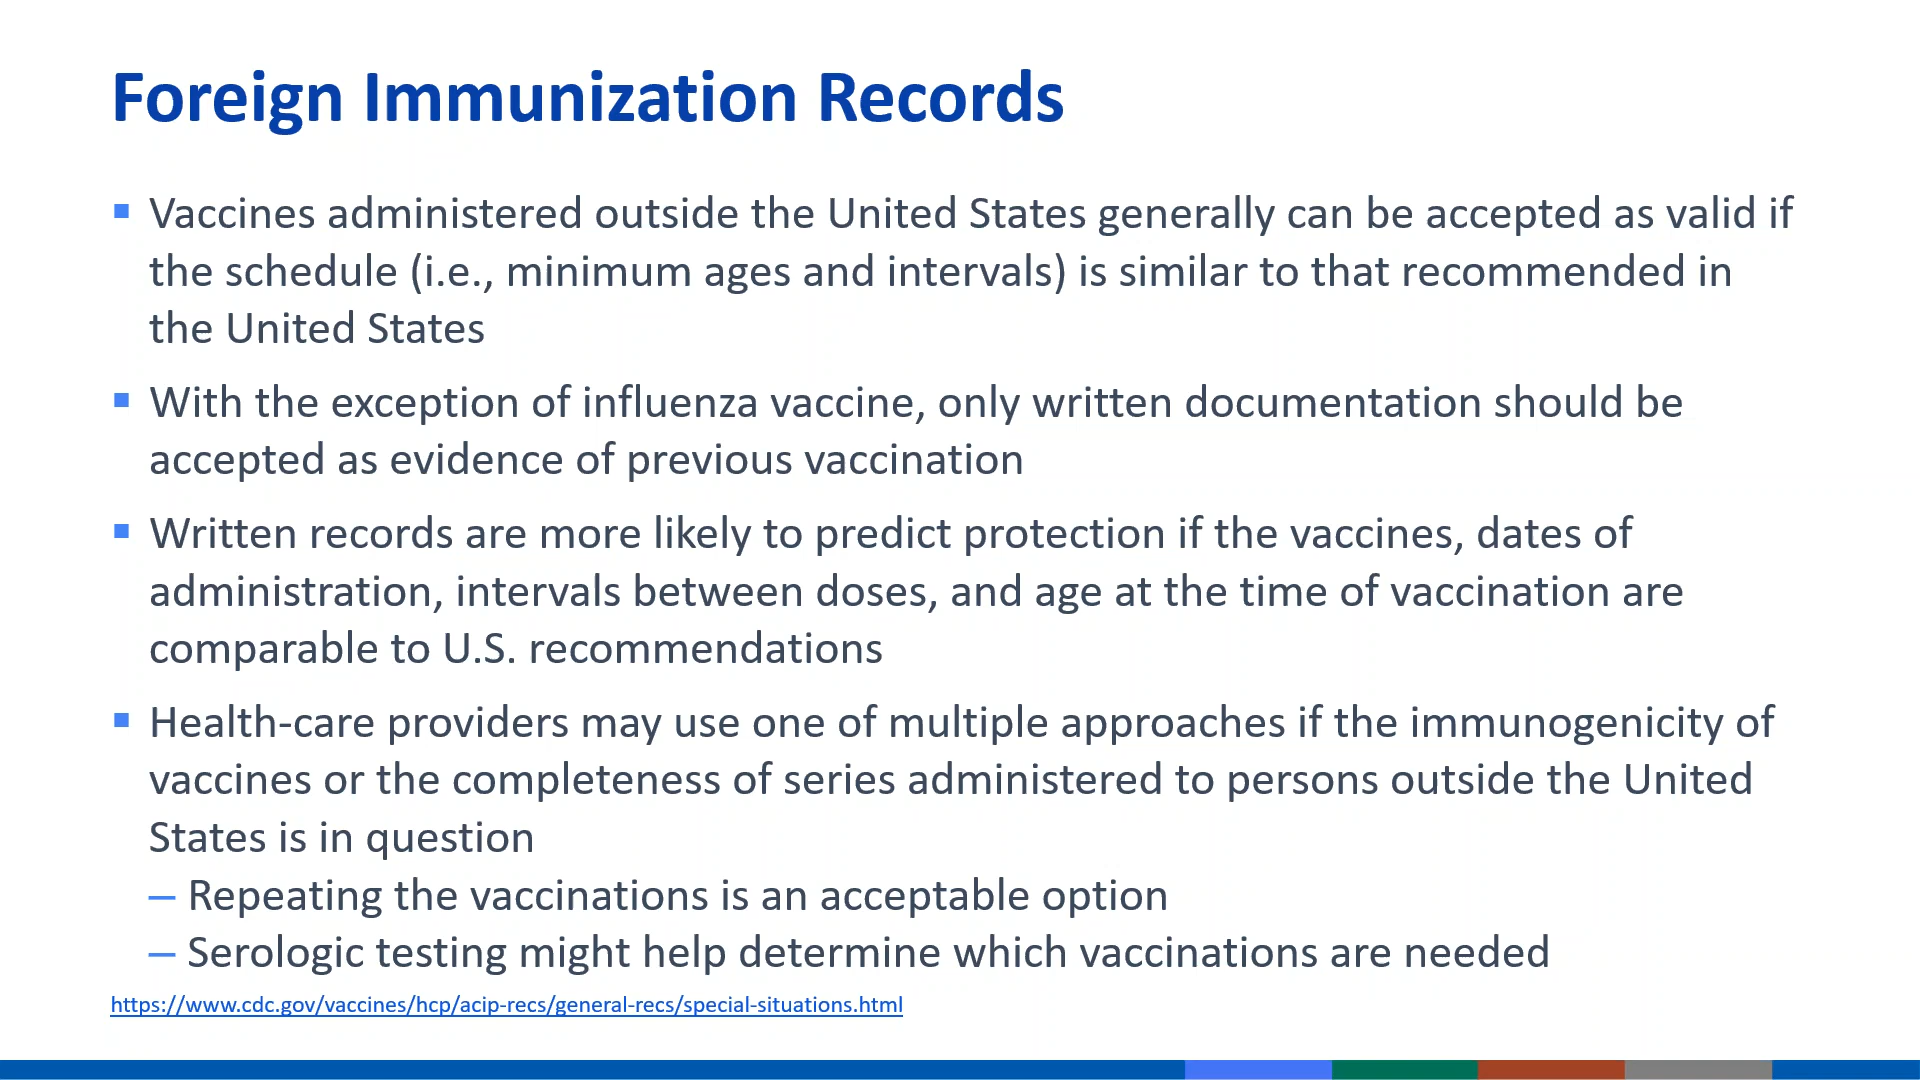 Foreign Immunization Records
▪ Vaccines administered outside the United States generally can be accepted as valid if
the schedule (i.e., minimum ages and intervals) is similar to that recommended in
the United States
▪ With the exception of influenza vaccine, only written documentation should be
accepted as evidence of previous vaccination
▪ Written records are more likely to predict protection if the vaccines, dates of
administration, intervals between doses, and age at the time of vaccination are
comparable to U.S. recommendations
▪ Health-care providers may use one of multiple approaches if the immunogenicity of
vaccines or the completeness of series administered to persons outside the United
States is in question
– Repeating the vaccinations is an acceptable option
– Serologic testing might help determine which vaccinations are needed
https://www.cdc.gov/vaccines/hcp/acip-recs/general-recs/special-situations.html